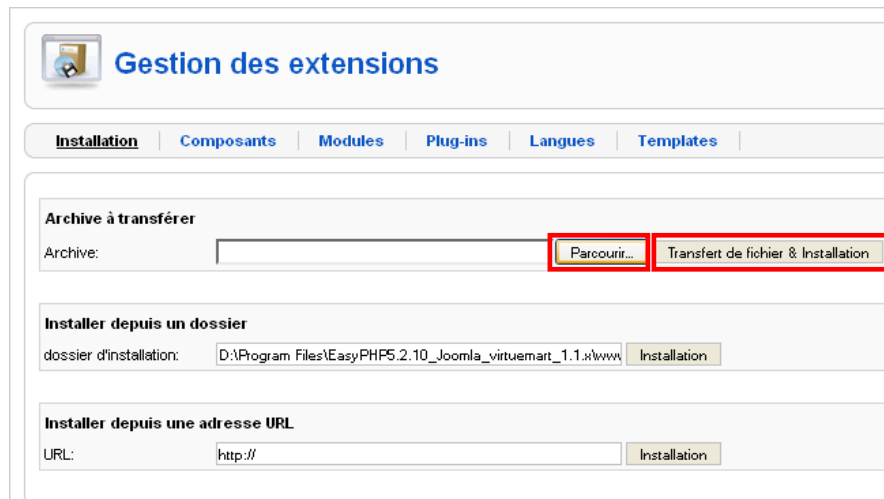 Gestion des extensions
Installation Composants Modules Plug-ins Langues Templates
Archive à transférer
Archive: Parcourir... Transfert de fichier & Installation
Installer depuis un dossier
dossier d'installation: D:\Program Files\EasyPHP5.2.10_Joomla_virtuemart_1.1.x\www Installation
Installer depuis une adresse URL
URL: http:// Installation